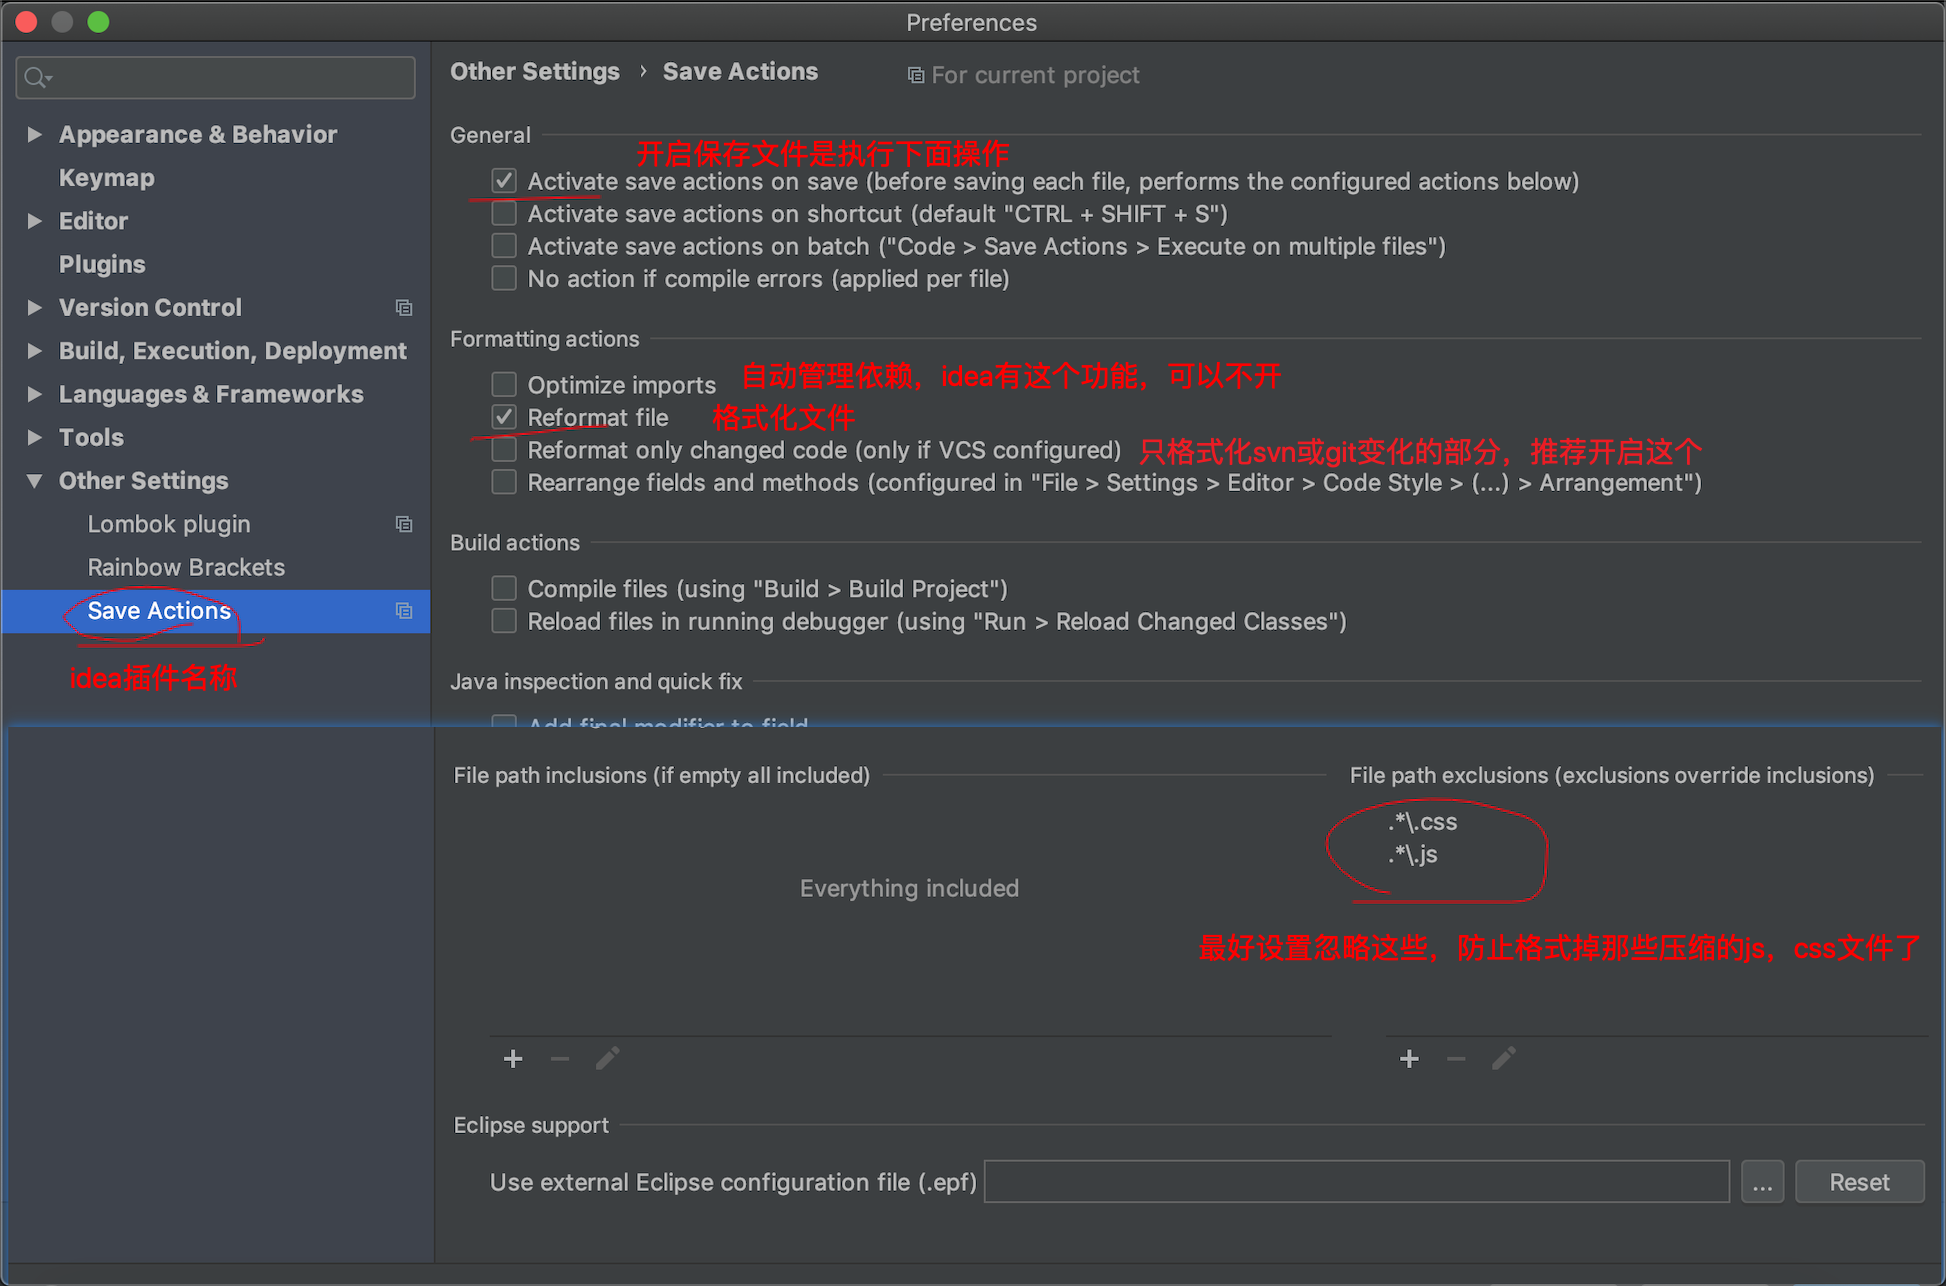 Preferences
Other Settings › Save Actions For current project
Appearance & Behavior
Keymap
Editor
Plugins
Version Control
Build, Execution, Deployment
Languages & Frameworks
Tools
Other Settings
Lombok plugin
Rainbow Brackets
Save Actions
idea插件名称
General
开启保存文件是执行下面操作
Activate save actions on save (before saving each file, performs the configured actions below)
Activate save actions on shortcut (default "CTRL + SHIFT + S")
Activate save actions on batch ("Code > Save Actions > Execute on multiple files")
No action if compile errors (applied per file)
Formatting actions
Optimize imports 自动管理依赖，idea有这个功能，可以不开
Reformat file 格式化文件
Reformat only changed code (only if VCS configured) 只格式化svn或git变化的部分，推荐开启这个
Rearrange fields and methods (configured in "File > Settings > Editor > Code Style > (...) > Arrangement")
Build actions
Compile files (using "Build > Build Project")
Reload files in running debugger (using "Run > Reload Changed Classes")
Java inspection and quick fix
Add final modifier to field
File path inclusions (if empty all included)
Everything included
File path exclusions (exclusions override inclusions)
.*\.css
.*\.js
最好设置忽略这些，防止格式掉那些压缩的js，css文件了
Eclipse support
Use external Eclipse configuration file (.epf) ... Reset